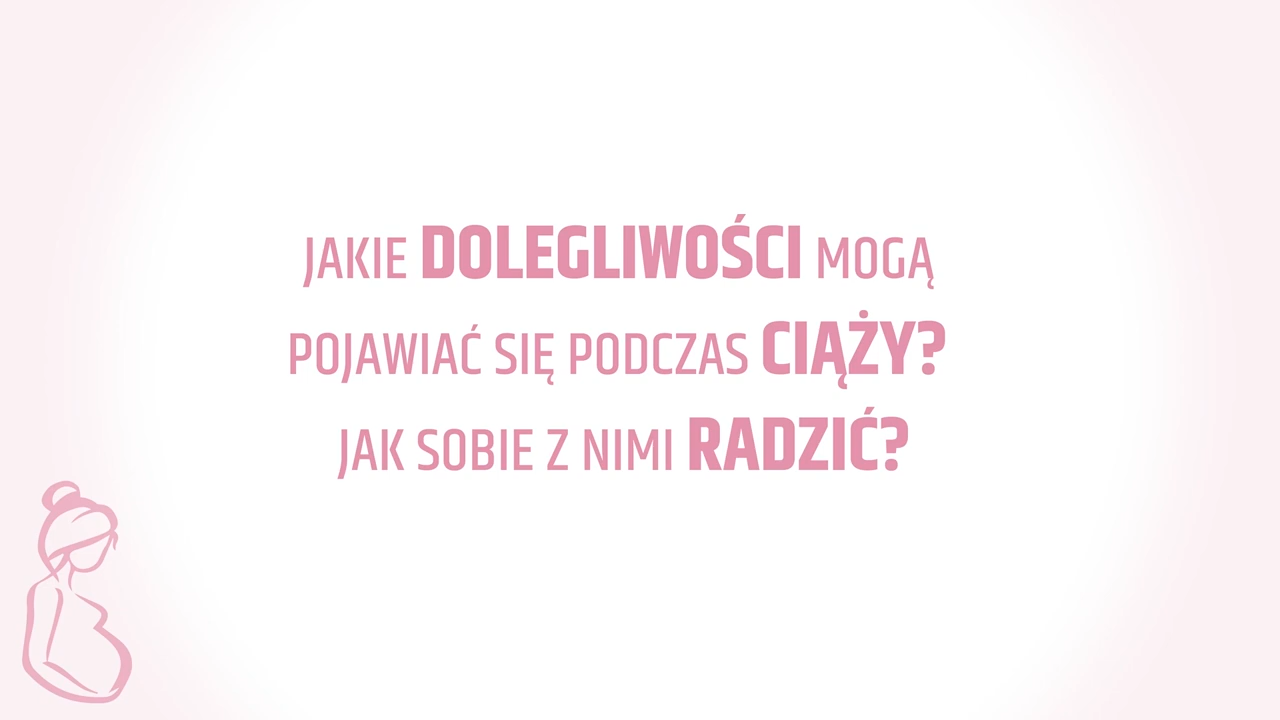 JAKIE DOLEGLIWOŚCI MOGĄ
POJAWIAĆ SIĘ PODCZAS CIĄŻY?
JAK SOBIE Z NIMI RADZIĆ?